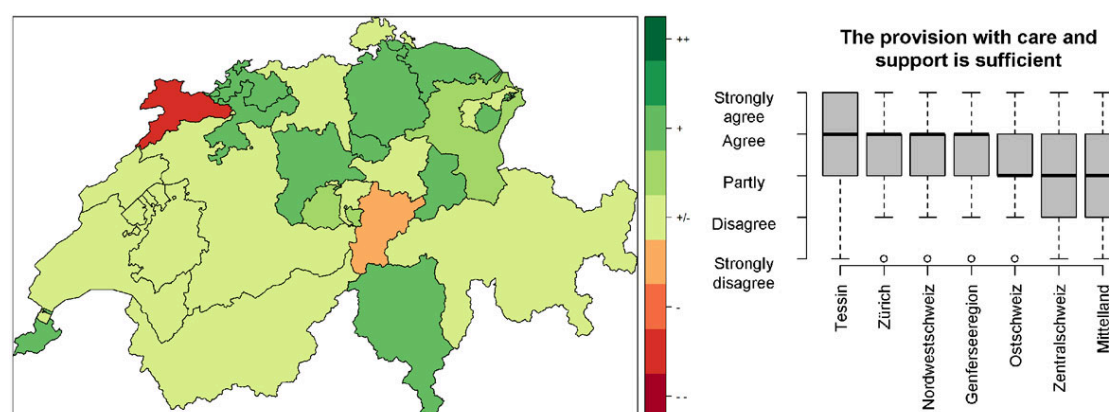 ++
+
+/-
-
- -
The provision with care and
support is sufficient
Strongly
agree
Agree
Partly
Disagree
Strongly
disagree
Tessin
Zürich
Nordwestschweiz
Genferseeregion
Ostschweiz
Zentralschweiz
Mittelland